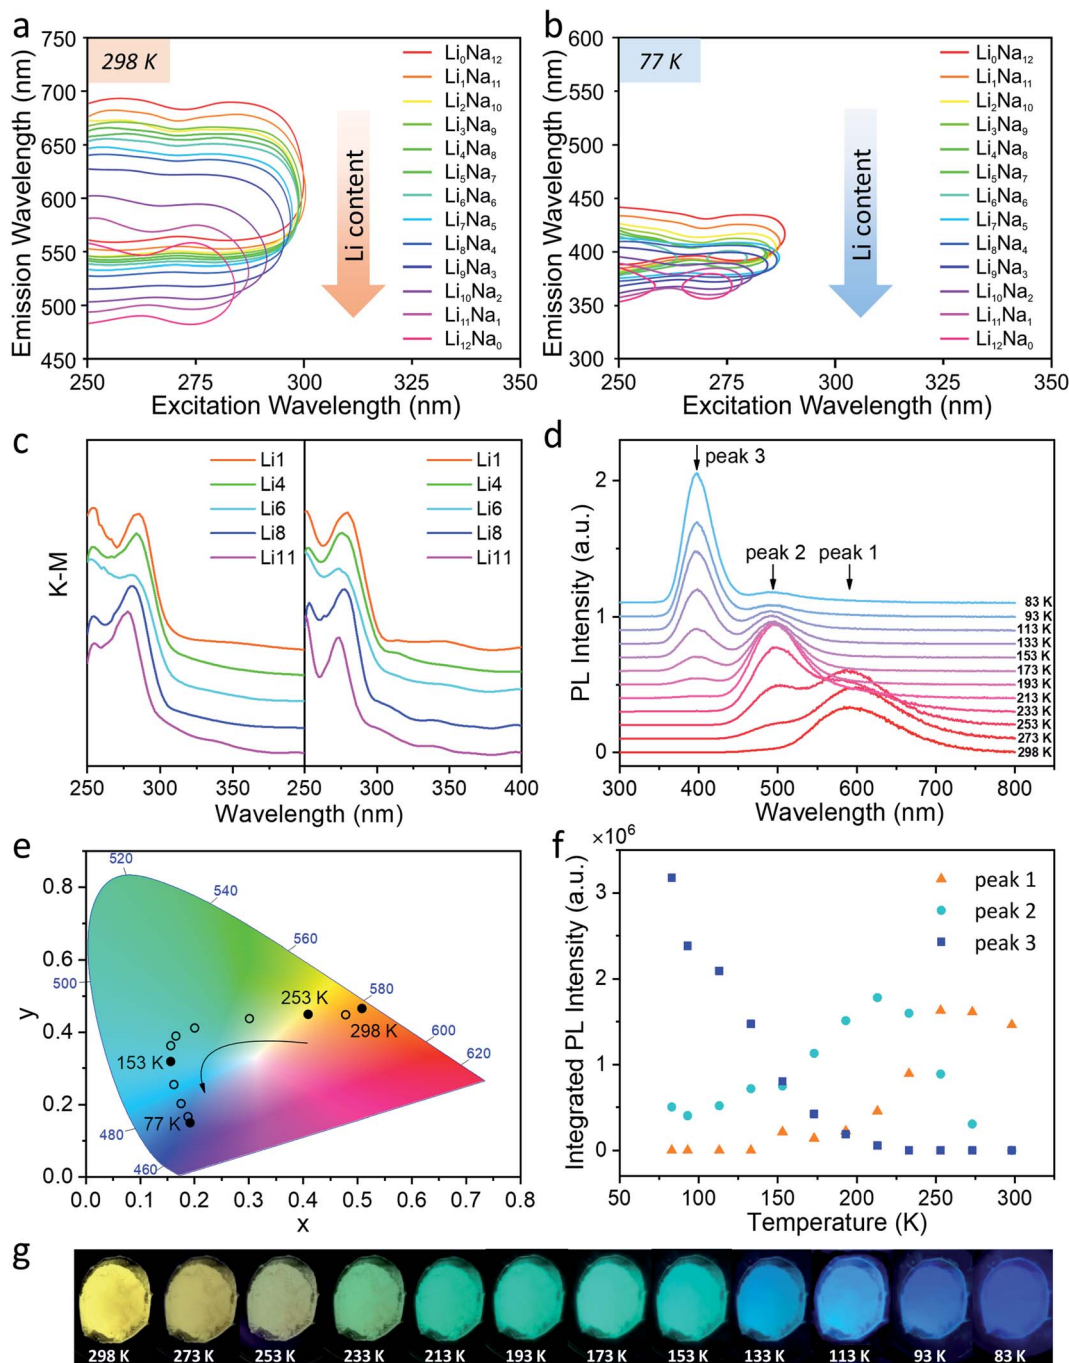 a
298 K
750
700
650
600
550
500
450
250
275
300
325
350
Emission Wavelength (nm)
Excitation Wavelength (nm)
Li content
Li₀Na₁₂
Li₁Na₁₁
Li₂Na₁₀
Li₃Na₉
Li₄Na₈
Li₅Na₇
Li₆Na₆
Li₇Na₅
Li₈Na₄
Li₉Na₃
Li₁₀Na₂
Li₁₁Na₁
Li₁₂Na₀
b
77 K
600
550
500
450
400
350
300
250
275
300
325
350
Emission Wavelength (nm)
Excitation Wavelength (nm)
Li content
Li₀Na₁₂
Li₁Na₁₁
Li₂Na₁₀
Li₃Na₉
Li₄Na₈
Li₅Na₇
Li₆Na₆
Li₇Na₅
Li₈Na₄
Li₉Na₃
Li₁₀Na₂
Li₁₁Na₁
Li₁₂Na₀
c
K-M
Li1
Li4
Li6
Li8
Li11
Li1
Li4
Li6
Li8
Li11
250
300
350
250
300
350
400
Wavelength (nm)
d
PL Intensity (a.u.)
2
1
0
peak 3
peak 2
peak 1
83 K
93 K
113 K
133 K
153 K
173 K
193 K
213 K
233 K
253 K
273 K
298 K
300
400
500
600
700
800
Wavelength (nm)
e
y
0.8
0.6
0.4
0.2
0.0
520
540
560
580
600
620
500
480
460
253 K
298 K
153 K
77 K
0.0
0.1
0.2
0.3
0.4
0.5
0.6
0.7
0.8
x
f
×10⁶
Integrated PL Intensity (a.u.)
3
2
1
0
peak 1
peak 2
peak 3
50
100
150
200
250
300
Temperature (K)
g
298 K
273 K
253 K
233 K
213 K
193 K
173 K
153 K
133 K
113 K
93 K
83 K